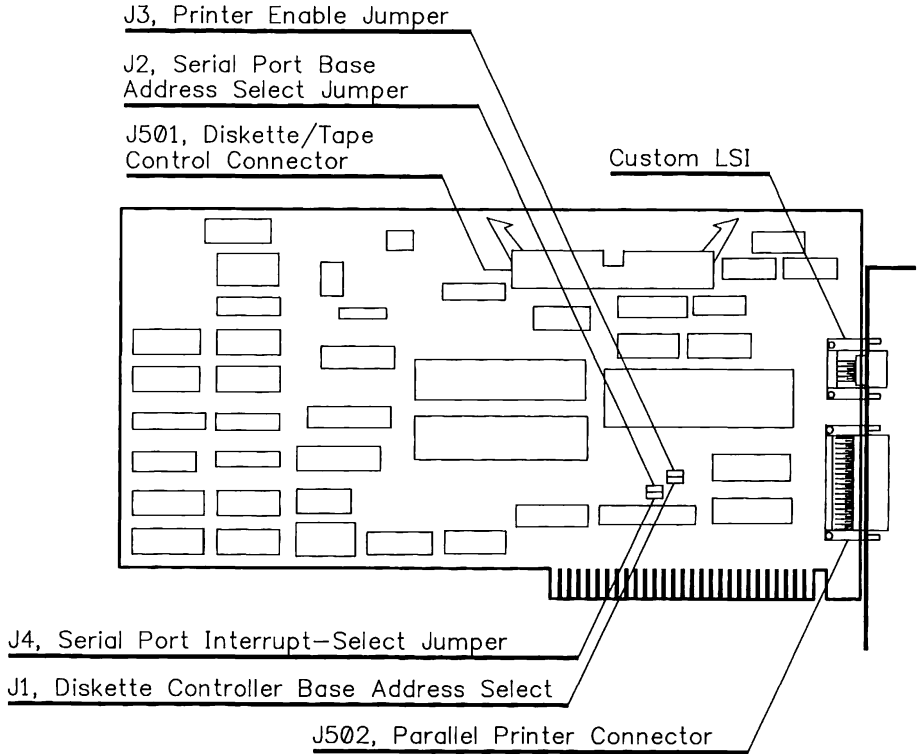 J3, Printer Enable Jumper
J2, Serial Port Base
Address Select Jumper
J501, Diskette/Tape
Control Connector
Custom LSI
J4, Serial Port Interrupt-Select Jumper
J1, Diskette Controller Base Address Select
J502, Parallel Printer Connector